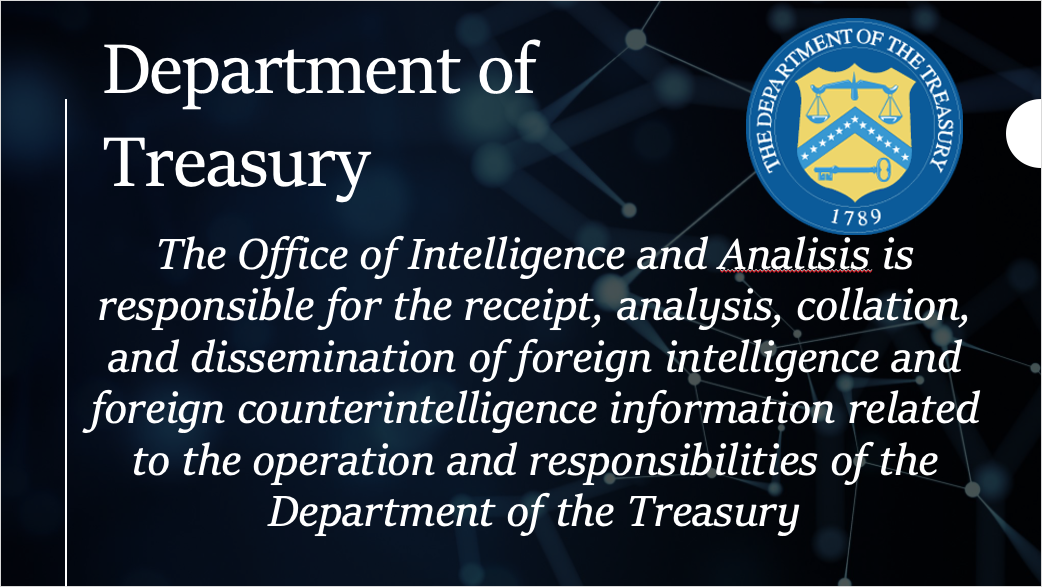 Department of
Treasury
THE DEPARTMENT OF THE TREASURY
1789
The Office of Intelligence and Analisis is
responsible for the receipt, analysis, collation,
and dissemination of foreign intelligence and
foreign counterintelligence information related
to the operation and responsibilities of the
Department of the Treasury